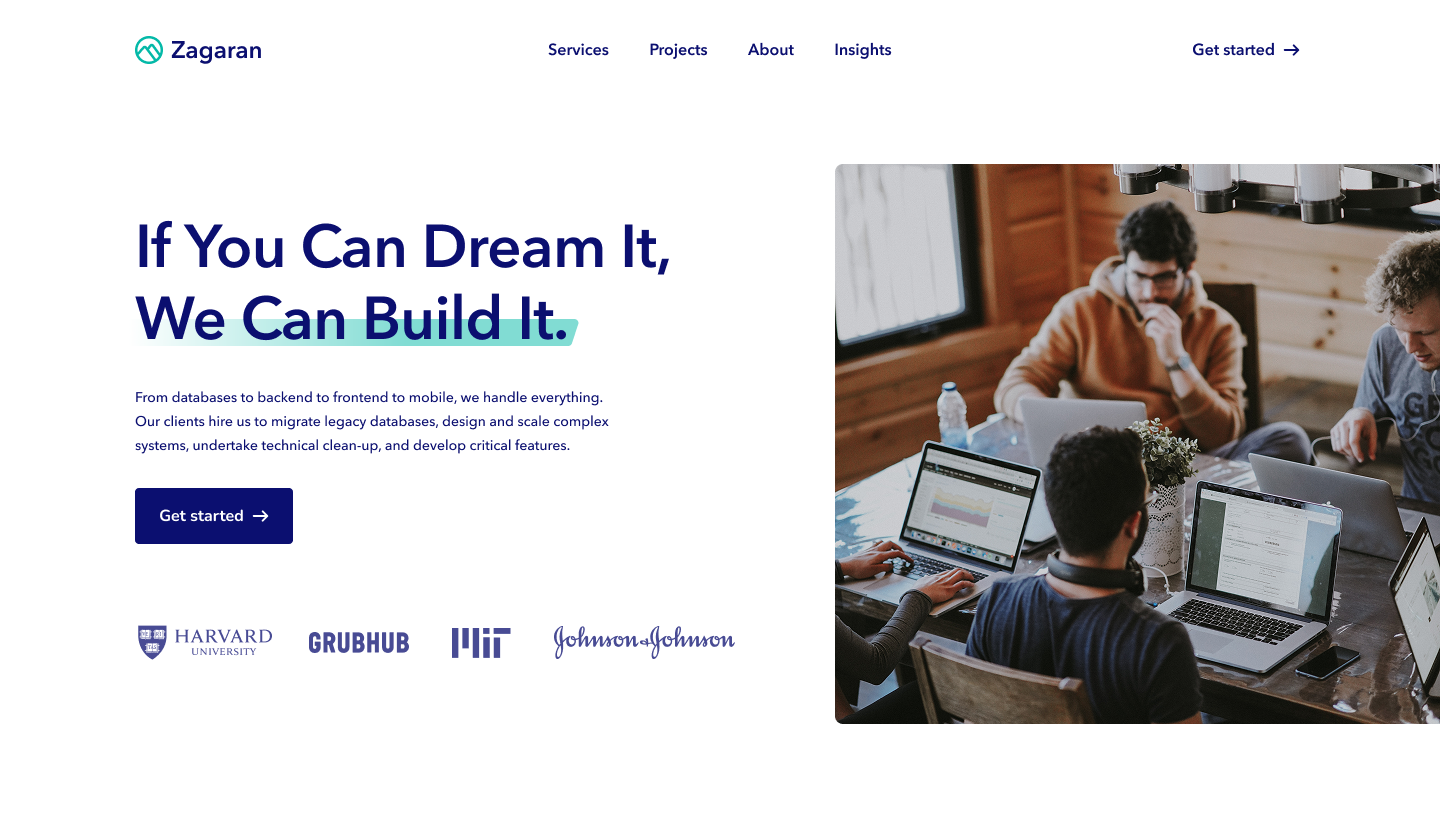 Zagaran
Services
Projects
About
Insights
Get started
If You Can Dream It,
We Can Build It.
From databases to backend to frontend to mobile, we handle everything.
Our clients hire us to migrate legacy databases, design and scale complex
systems, undertake technical clean-up, and develop critical features.
Get started
HARVARD
UNIVERSITY
GRUBHUB
MIT
Johnson & Johnson